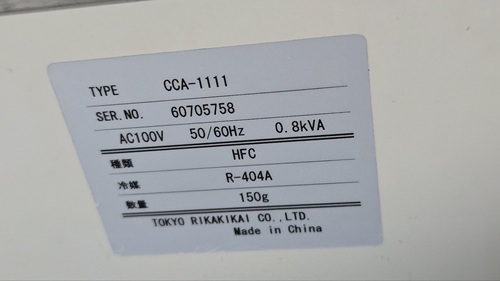 TYPE CCA-1111
SER.NO. 60705758
AC100V 50/60Hz 0.8kVA
種類 HFC
冷媒 R-404A
数量 150g
TOKYO RIKAKIKAI CO.,LTD.
Made in China